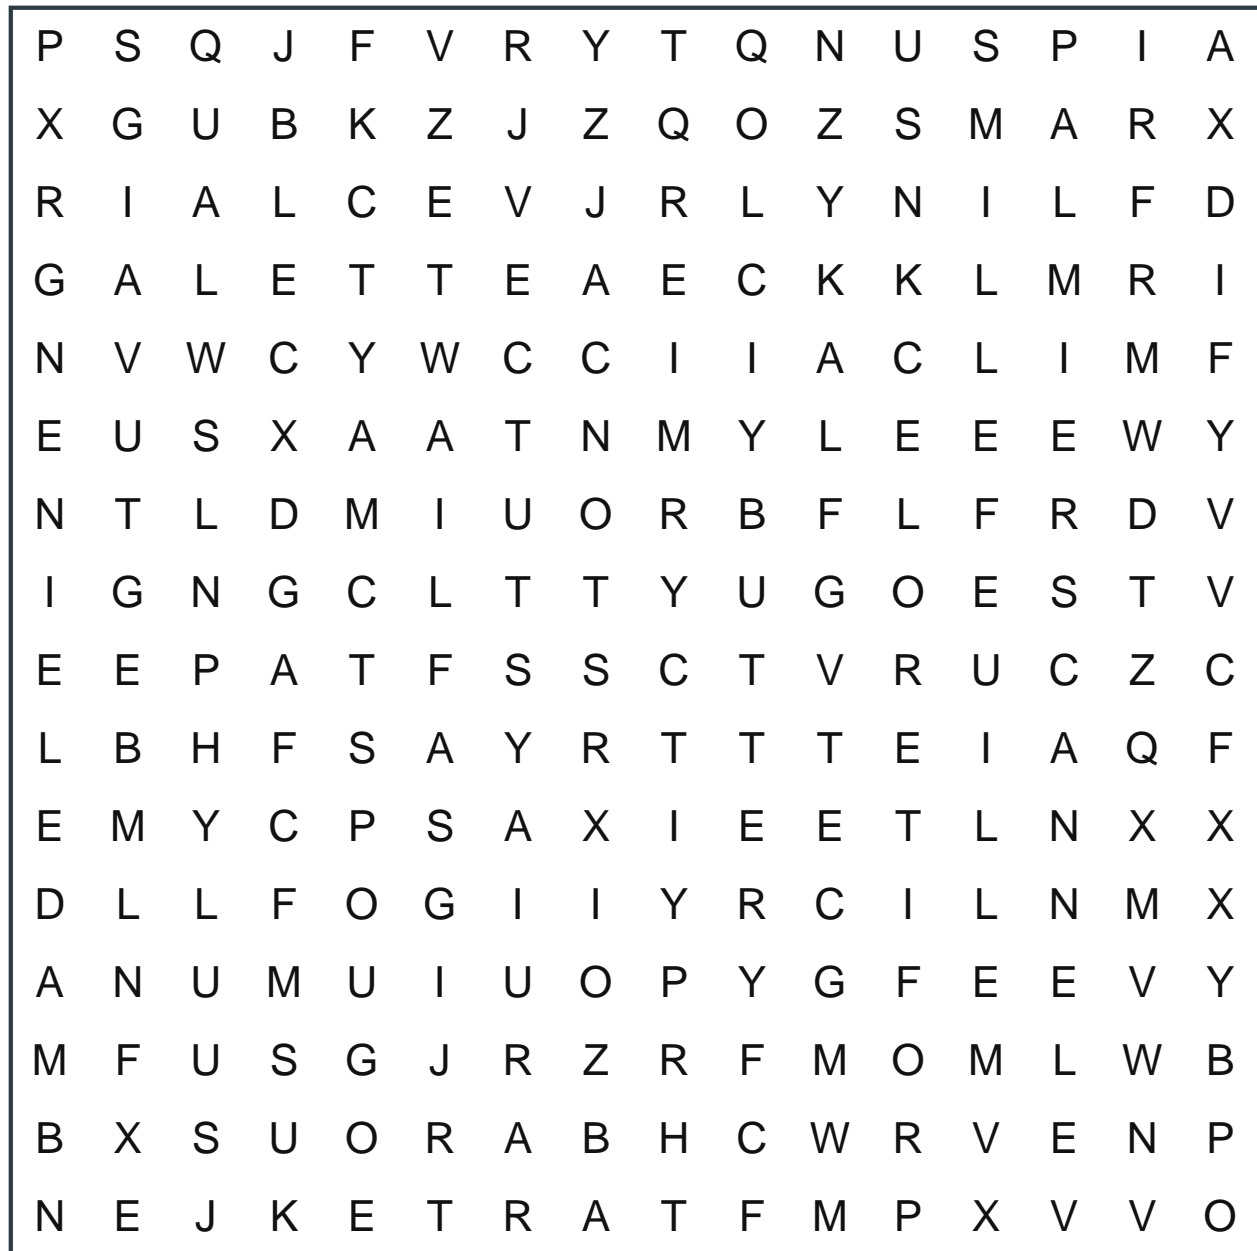 P S Q J F V R Y T Q N U S P I A
X G U B K Z J Z Q O Z S M A R X
R I A L C E V J R L Y N I L F D
G A L E T T E A E C K K L M R I
N V W C Y W C C I I A C L I M F
E U S X A A T N M Y L E E E W Y
N T L D M I U O R B F L F R D V
I G N G C L T T Y U G O E S T V
E E P A T F S S C T V R U C Z C
L B H F S A Y R T T T E I A Q F
E M Y C P S A X I E E T L N X X
D L L F O G I I Y R C I L N M X
A N U M U I U O P Y G F E E V Y
M F U S G J R Z R F M O M L W B
B X S U O R A B H C W R V E N P
N E J K E T R A T F M P X V V O